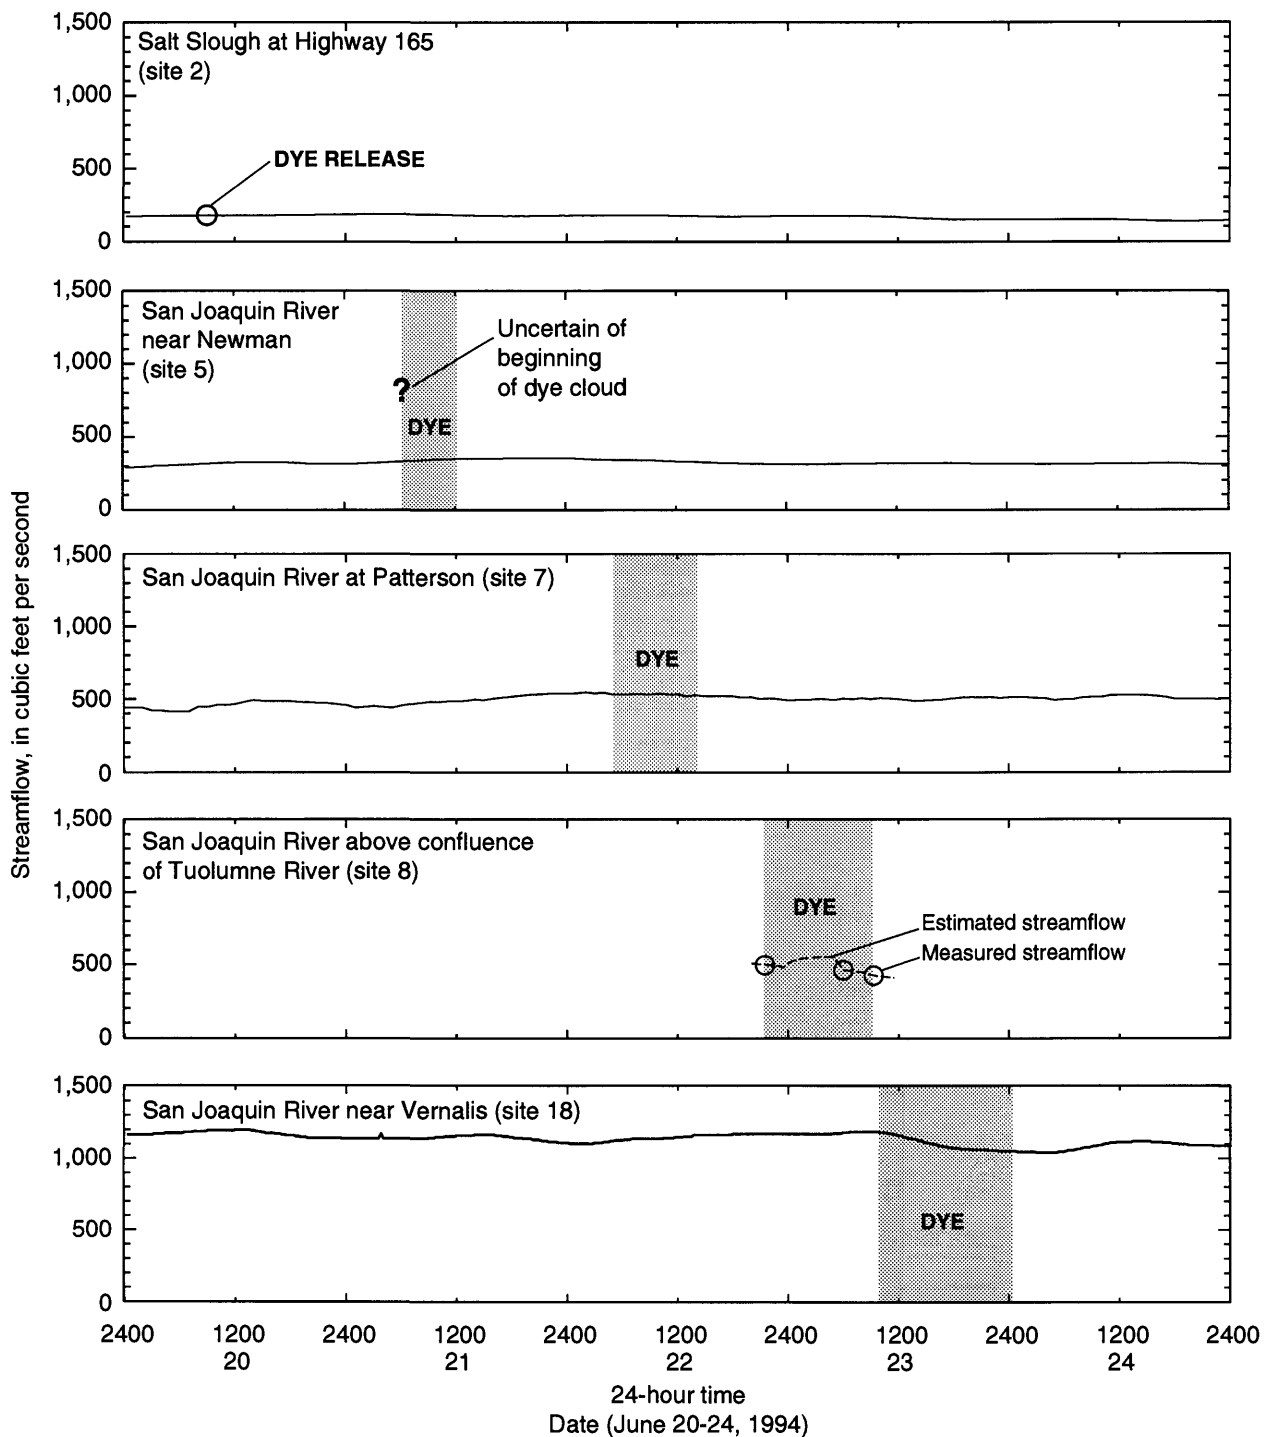 Streamflow, in cubic feet per second
1,500
1,000
500
0
Salt Slough at Highway 165
(site 2)
DYE RELEASE
1,500
1,000
500
0
San Joaquin River
near Newman
(site 5)
Uncertain of
beginning
of dye cloud
?
DYE
1,500
1,000
500
0
San Joaquin River at Patterson (site 7)
DYE
1,500
1,000
500
0
San Joaquin River above confluence
of Tuolumne River (site 8)
DYE
Estimated streamflow
Measured streamflow
1,500
1,000
500
0
San Joaquin River near Vernalis (site 18)
DYE
2400 1200 2400 1200 2400 1200 2400 1200 2400 1200 2400
20 21 22 23 24
24-hour time
Date (June 20-24, 1994)